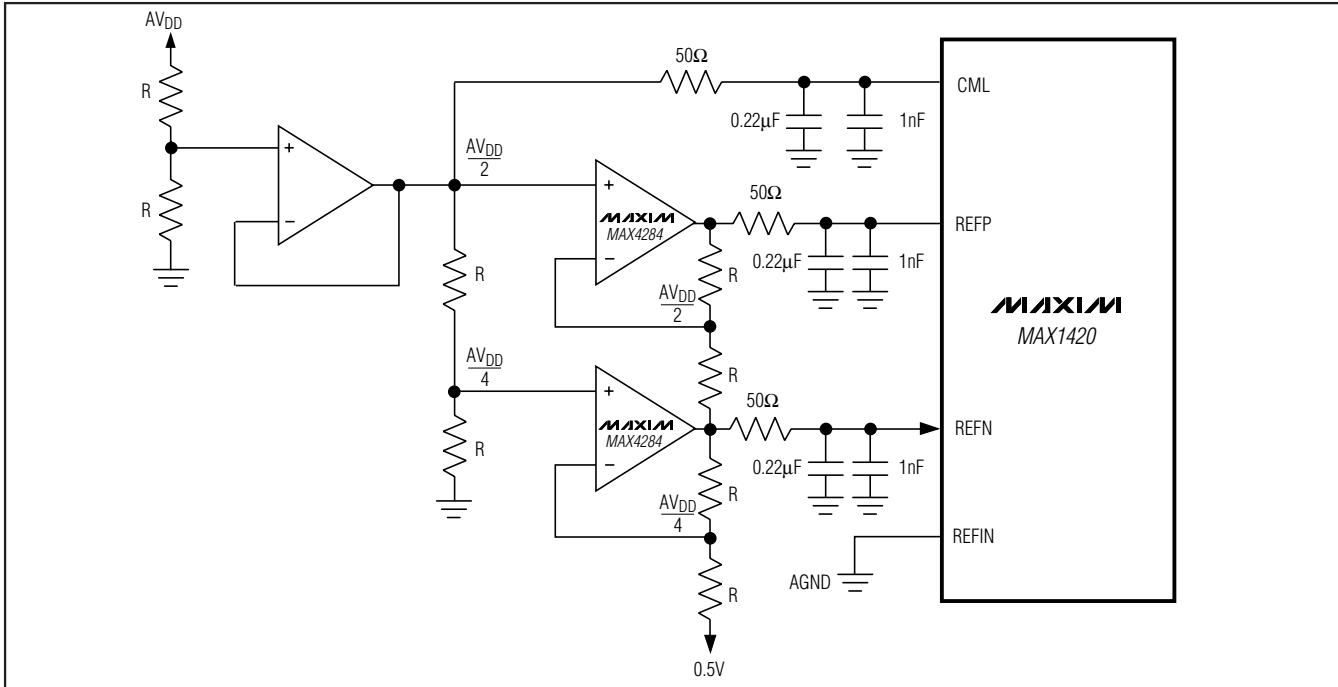 AVDD
R
R
+
−
AVDD
2
50Ω
0.22µF
1nF
CML
R
AVDD
4
R
+
−
MAXIM
MAX4284
50Ω
R
AVDD
2
R
0.22µF
1nF
REFP
MAXIM
MAX1420
+
−
MAXIM
MAX4284
50Ω
R
AVDD
4
R
0.5V
0.22µF
1nF
REFN
REFIN
AGND